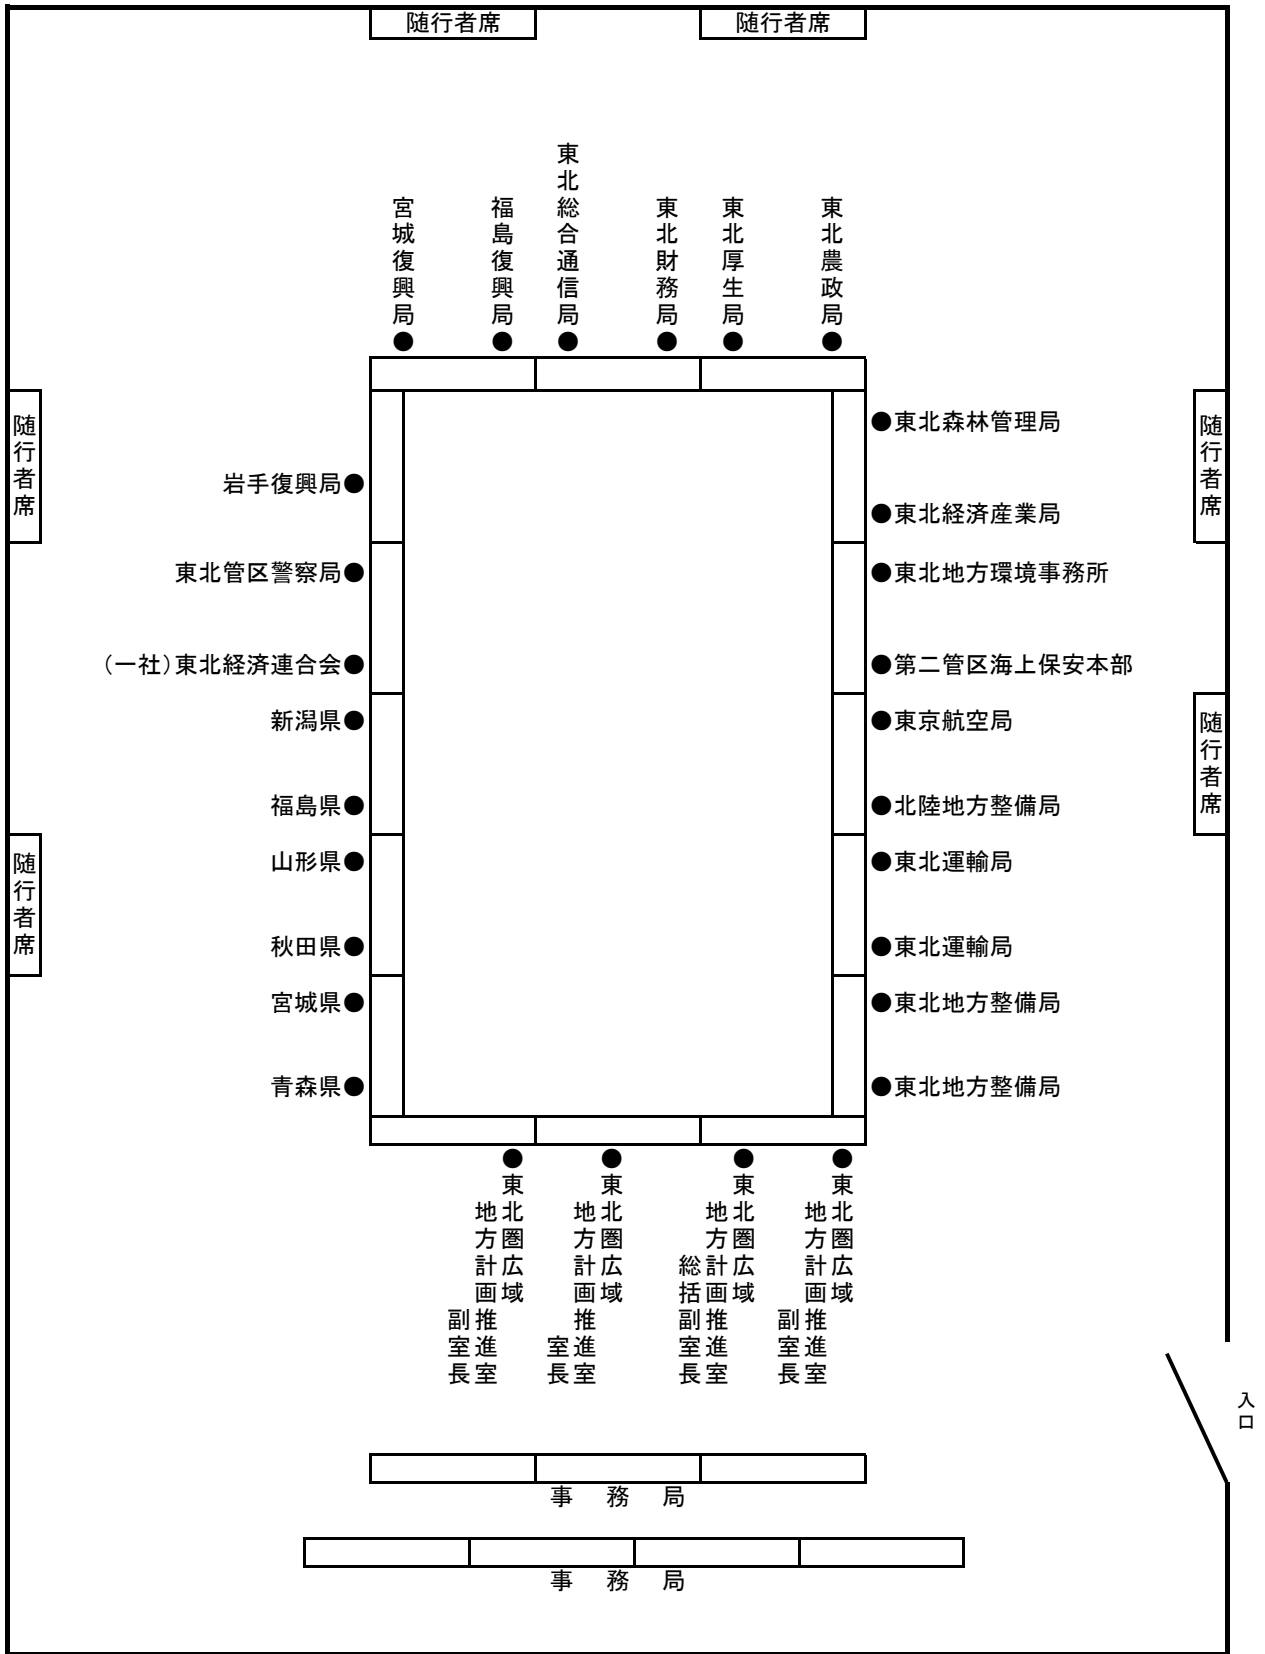 随行者席
随行者席
宮城復興局
福島復興局
東北総合通信局
東北財務局
東北厚生局
東北農政局
随行者席
岩手復興局●
東北管区警察局●
（一社）東北経済連合会●
新潟県●
福島県●
山形県●
秋田県●
宮城県●
青森県●
随行者席
●東北森林管理局
●東北経済産業局
●東北地方環境事務所
●第二管区海上保安本部
●東京航空局
●北陸地方整備局
●東北運輸局
●東北運輸局
●東北地方整備局
●東北地方整備局
随行者席
随行者席
東北圏広域
地方計画推進室
副室長
東北圏広域
地方計画推進室
室長
東北圏広域
地方計画推進室
総括副室長
東北圏広域
地方計画推進室
副室長
入口
事　務　局
事　務　局